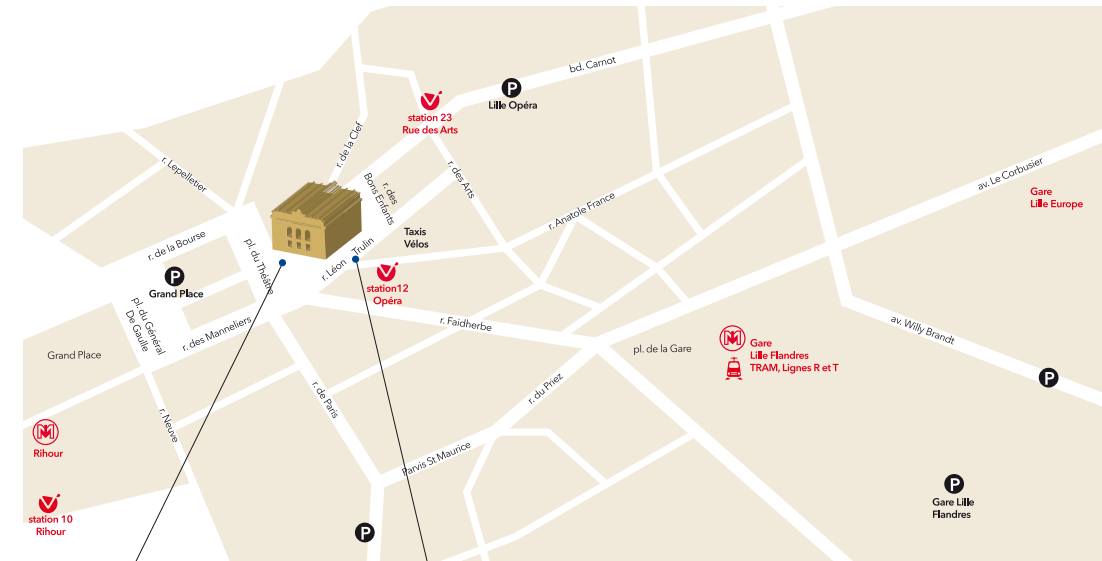 bd. Carnot
P
Lille Opéra
station 23
Rue des Arts
r. de la Clef
r. Lepelletier
r. des
Bons Enfants
r. des Arts
av. Le Corbusier
Gare
Lille Europe
r. Anatole France
Taxis
Vélos
r. de la Bourse
pl. du Théâtre
r. Léon Trulin
P
Grand Place
station12
Opéra
pl. du Général
De Gaulle
r. des Manneliers
r. Faidherbe
Grand Place
pl. de la Gare
M
Gare
Lille Flandres
TRAM, Lignes R et T
av. Willy Brandt
P
r. de Paris
r. du Priez
r. Neuve
M
Rihour
Parvis St Maurice
station 10
Rihour
P
P
Gare Lille
Flandres